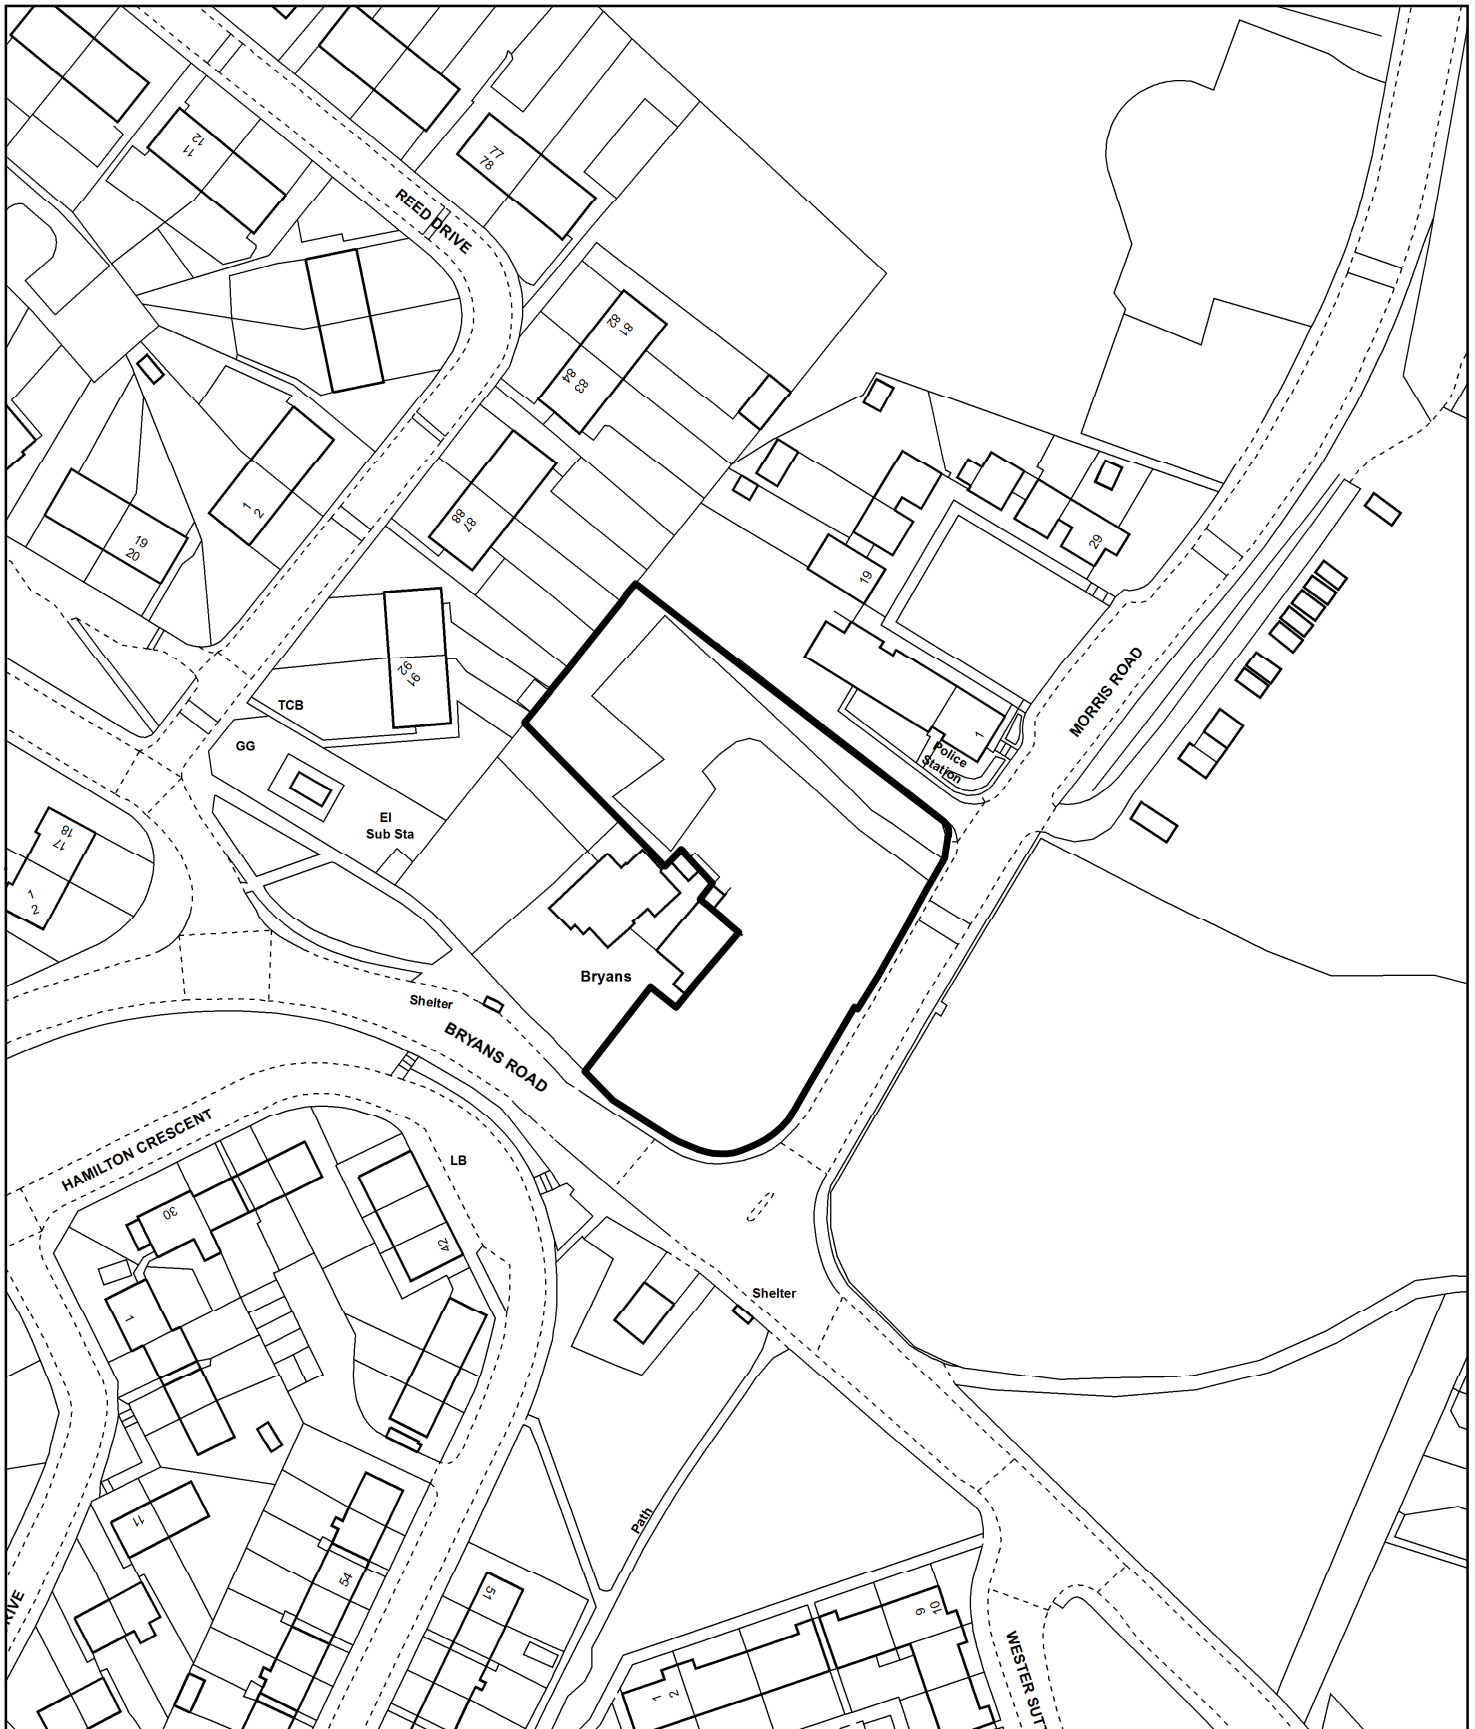 11
12
77
78
REED DRIVE
81
82
83
84
1
2
87
88
19
20
19
29
91
92
TCB
GG
El
Sub Sta
1
Police
Station
MORRIS ROAD
18
17
1
2
Bryans
Shelter
BRYANS ROAD
HAMILTON CRESCENT
LB
30
42
1
Shelter
11
54
51
Path
RIVE
1
2
9
10
WESTER SUT